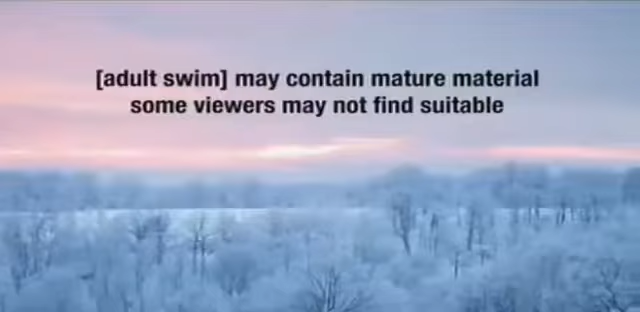 [adult swim] may contain mature material
some viewers may not find suitable